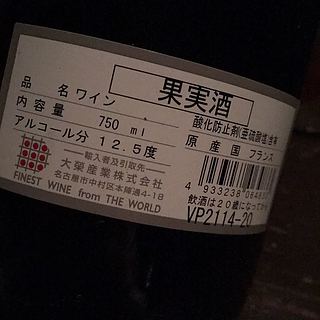 果実酒
品 名 ワイン
酸化防止剤(亜硫酸塩)含有
内容量 750 ml
原 産 国 フランス
アルコール分 12.5度
輸入者及引取先
大榮産業株式会社
名古屋市中村区本陣通4-18
FINEST WINE from THE WORLD
4 933238
飲酒は20歳になってか
VP2114-20